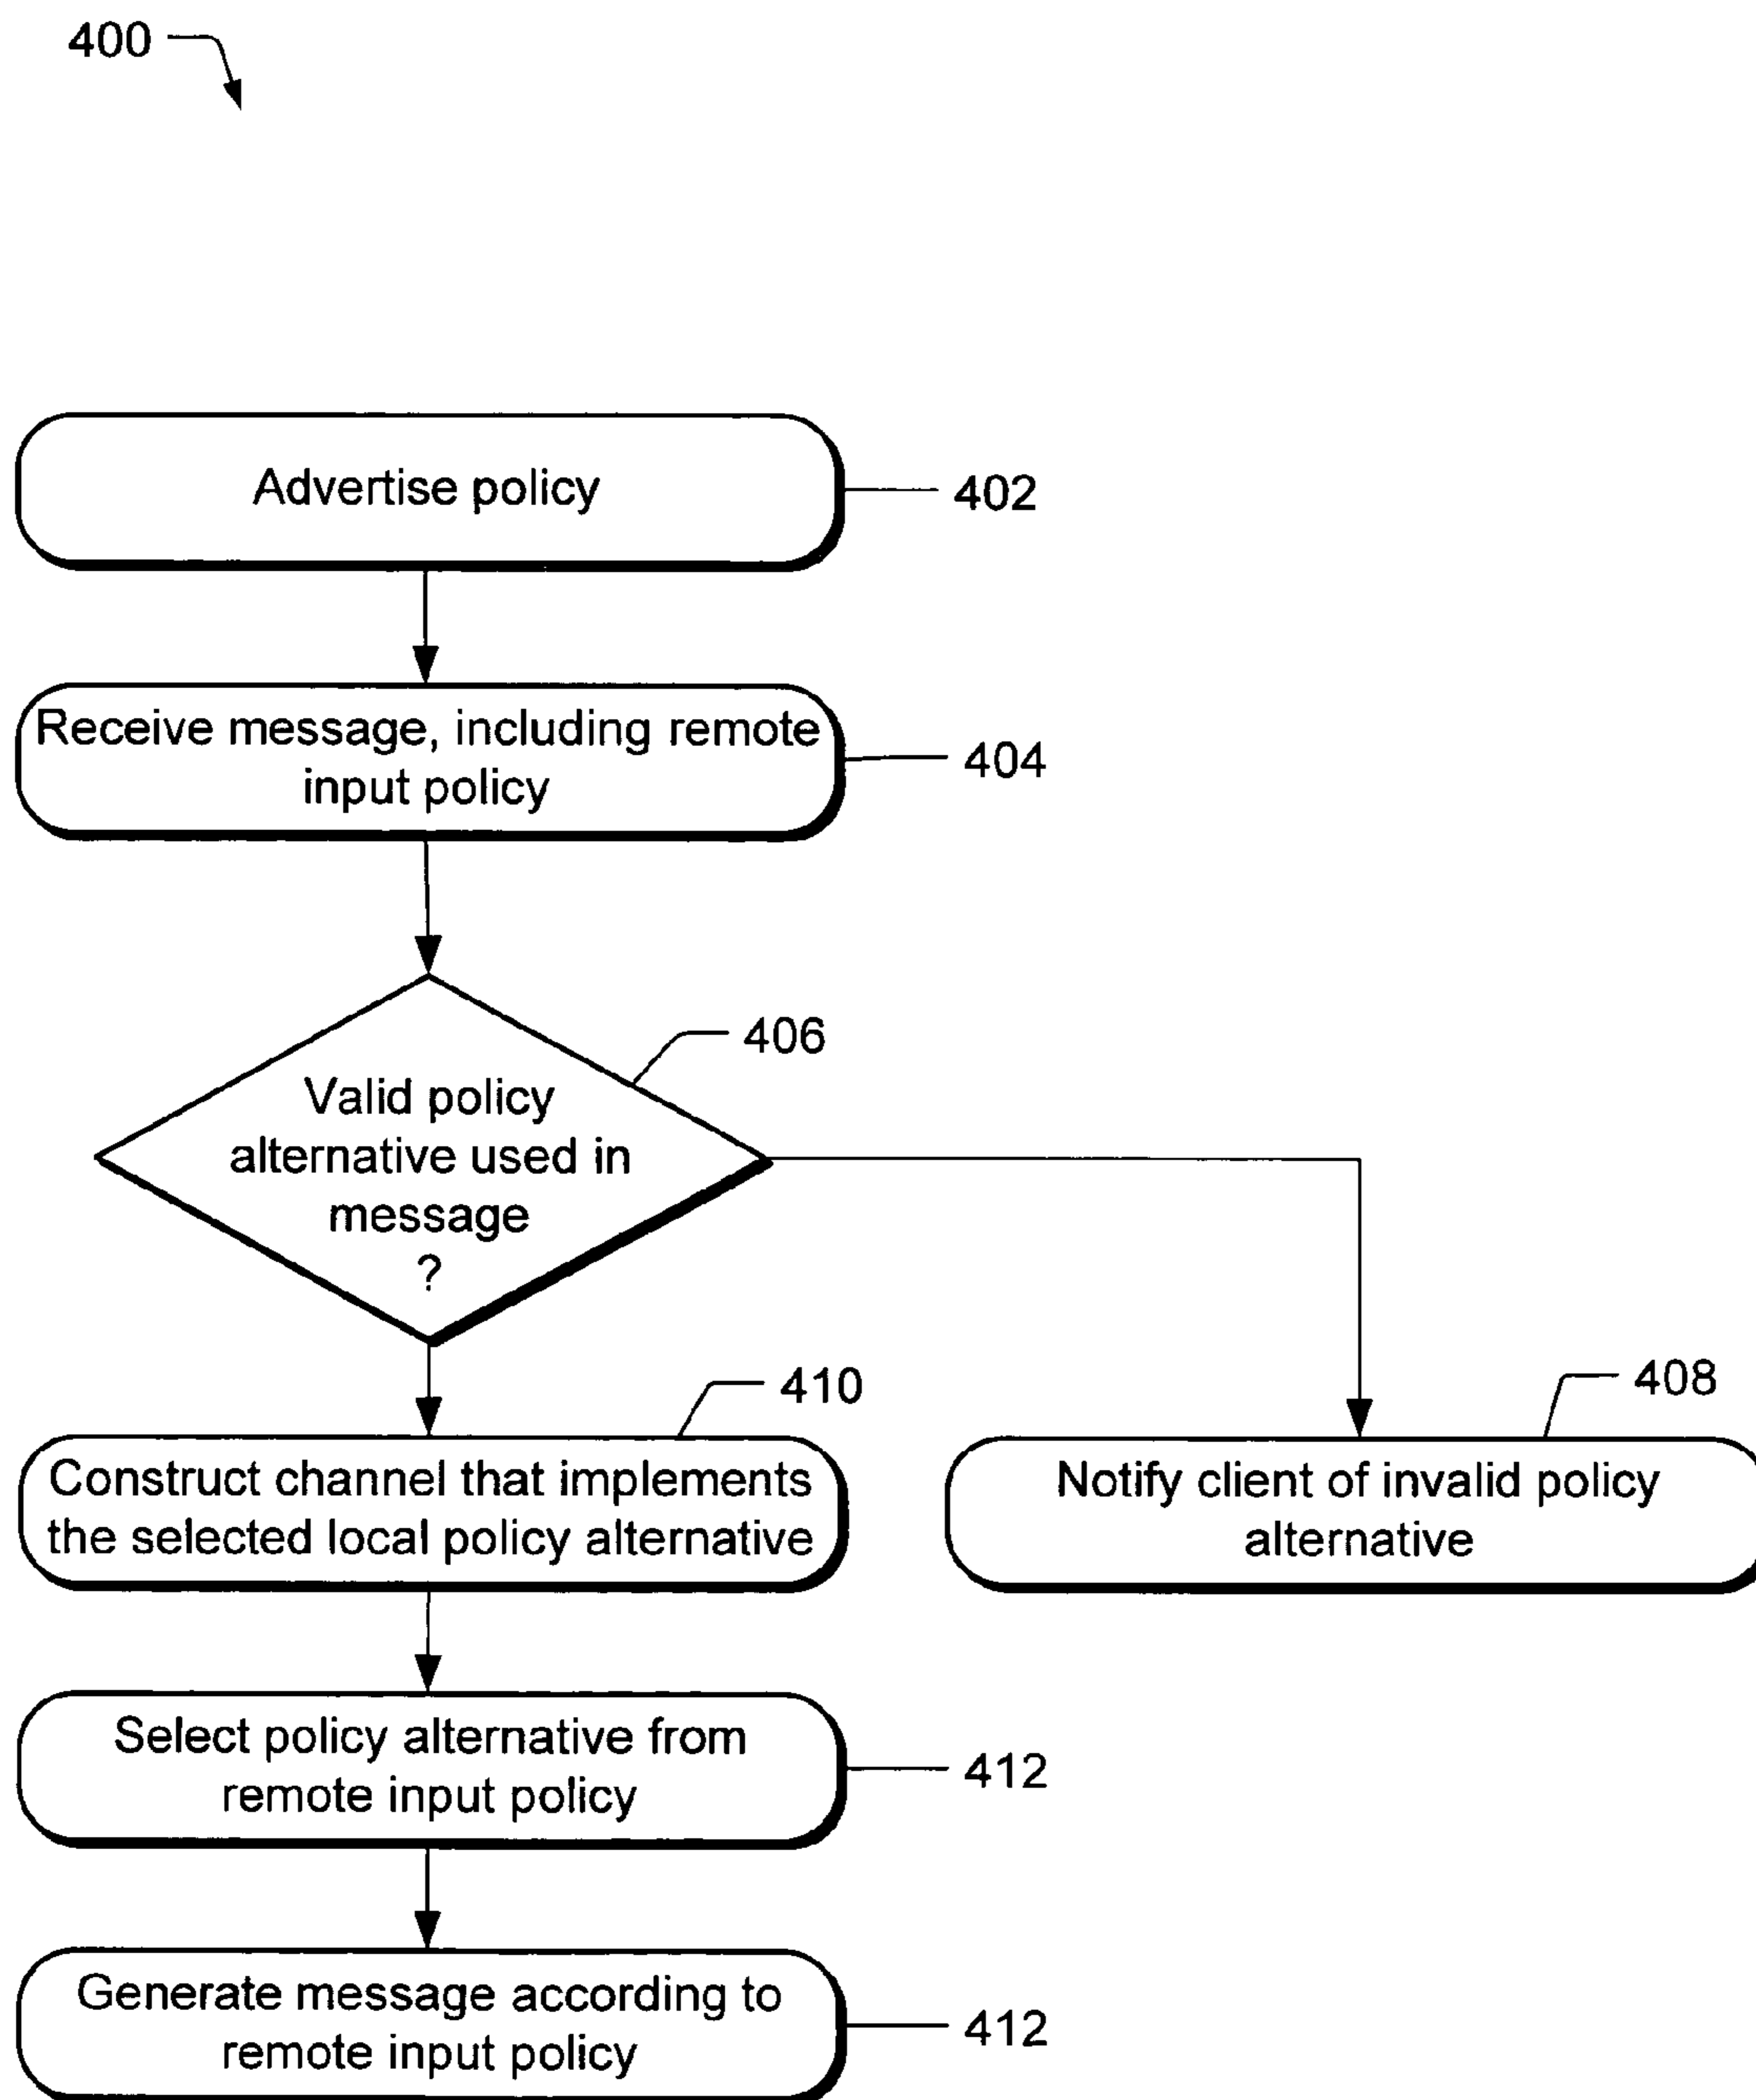 400
Advertise policy
402
Receive message, including remote
input policy
404
406
Valid policy
alternative used in
message
?
410
408
Construct channel that implements
the selected local policy alternative
Notify client of invalid policy
alternative
Select policy alternative from
remote input policy
412
Generate message according to
remote input policy
412